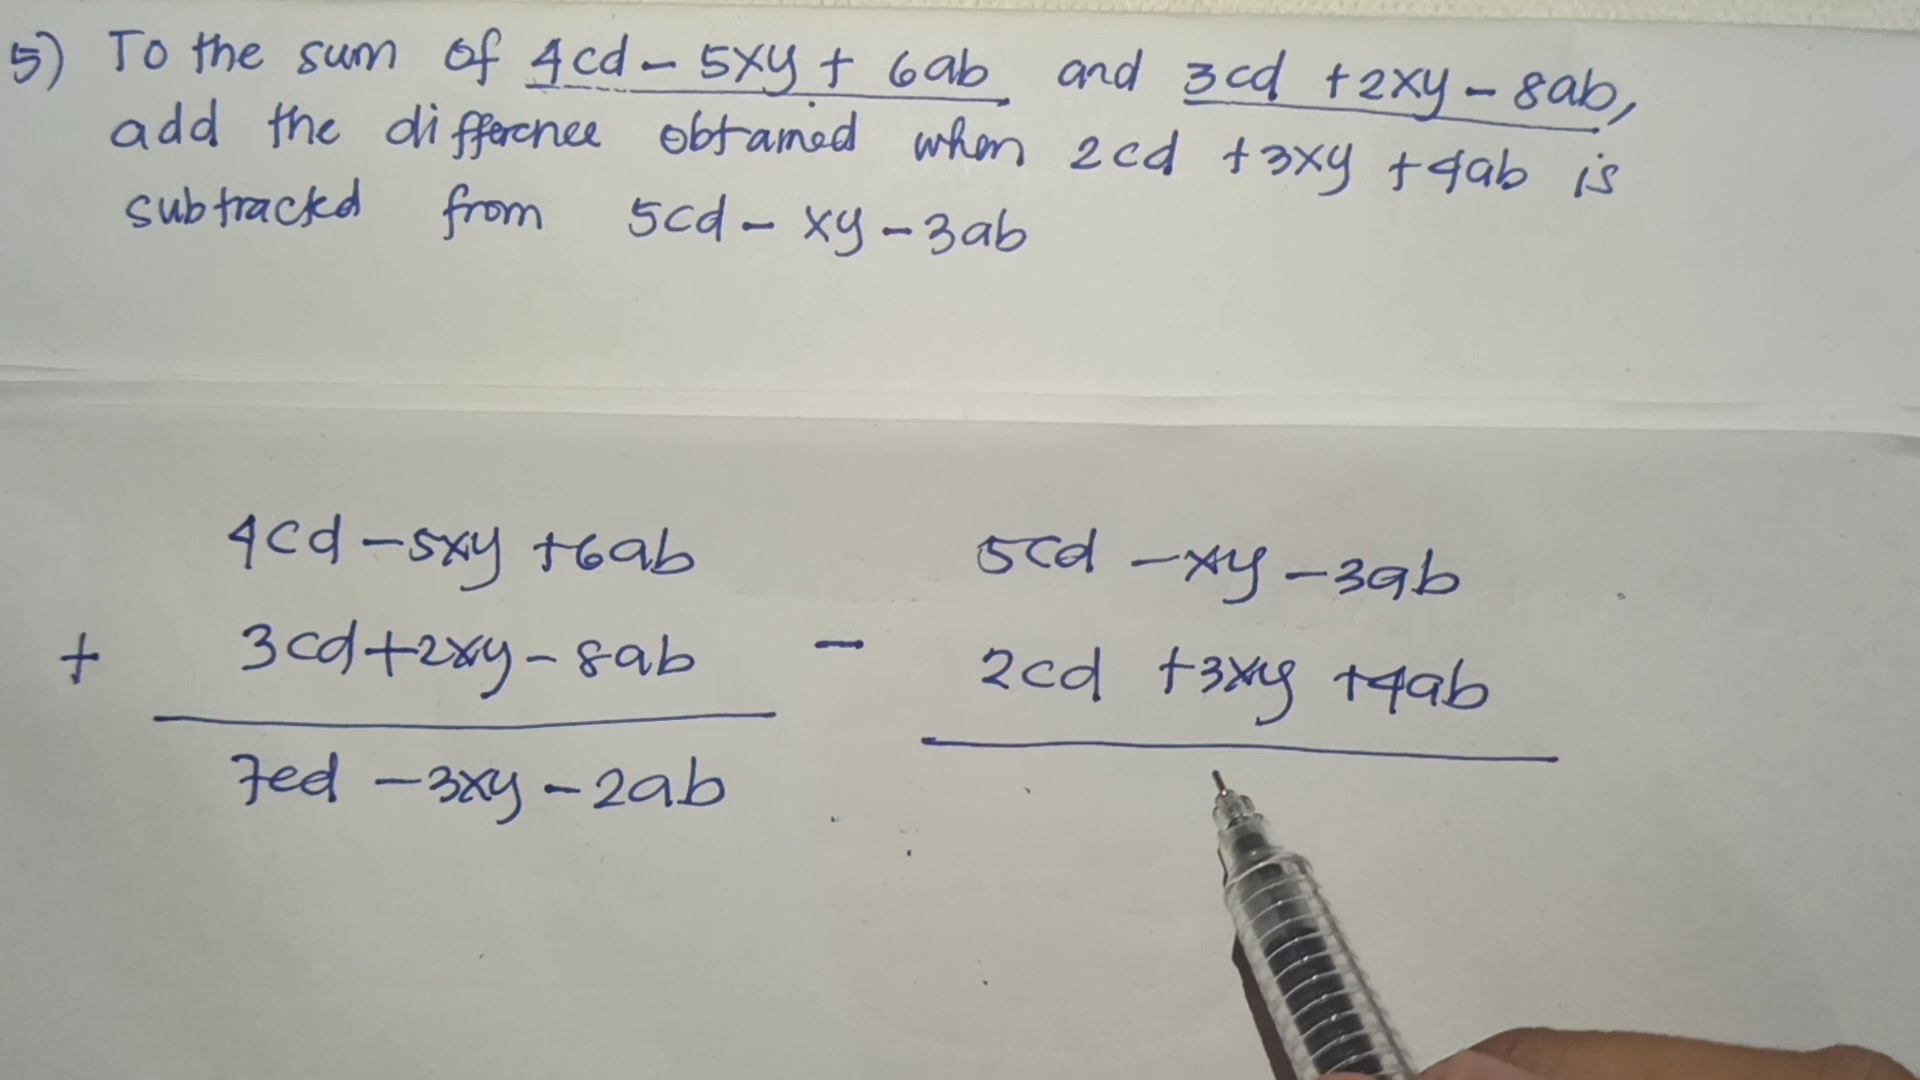 5) To the sum of 4cd - 5xy + 6ab and 3cd + 2xy - 8ab,
add the differnce obtained when 2cd + 3xy + 4ab is
subtracted from 5cd - xy - 3ab
4cd - 5xy + 6ab
+ 3cd + 2xy - 8ab
7cd - 3xy - 2ab
5cd - xy - 3ab
- 2cd + 3xy + 4ab